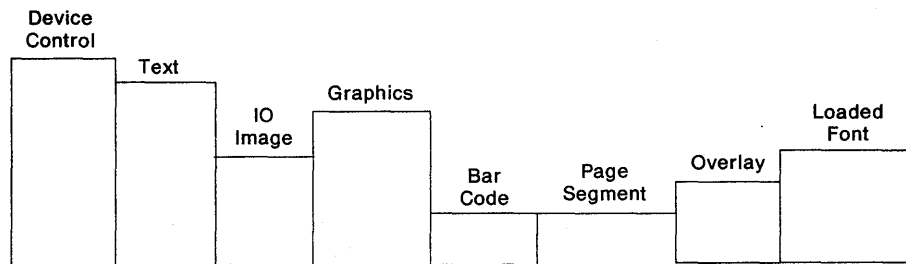 Device
Control
Text
IO
Image
Graphics
Bar
Code
Page
Segment
Overlay
Loaded
Font